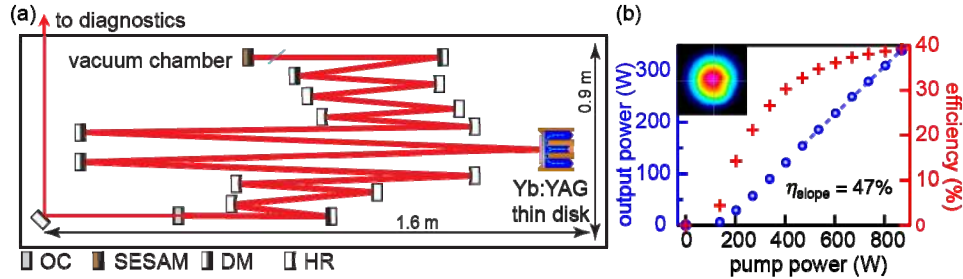 (a)
to diagnostics
vacuum chamber
0.9 m
Yb:YAG
thin disk
1.6 m
OC SESAM DM HR
(b)
output power (W)
300
200
100
0
η_slope = 47%
0 200 400 600 800
pump power (W)
40
30
20
10
0
efficiency (%)